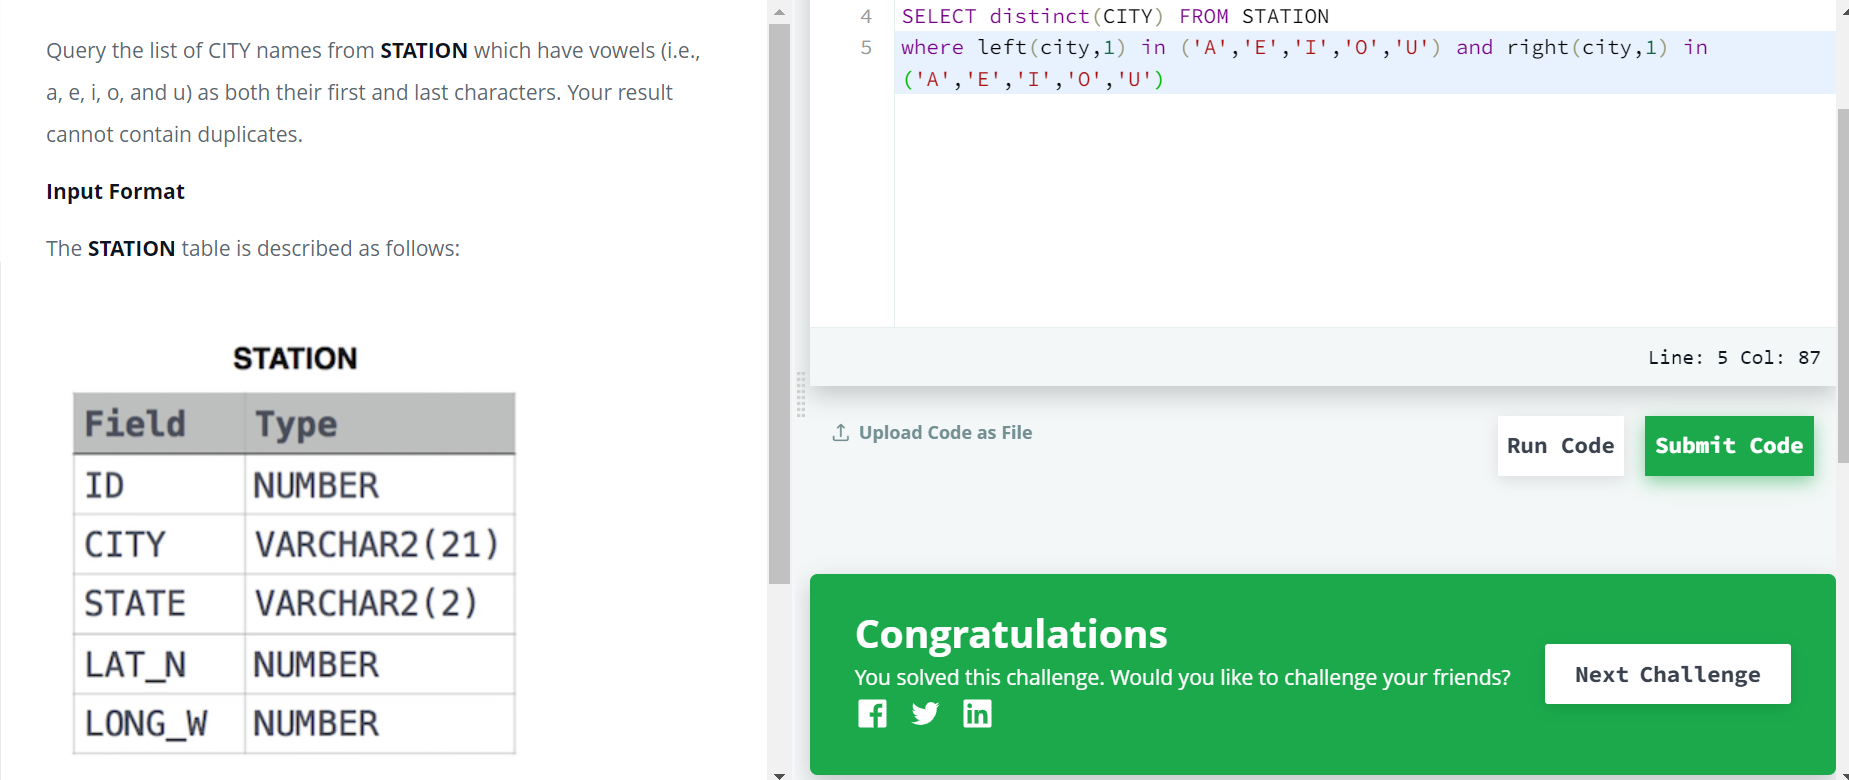 Query the list of CITY names from STATION which have vowels (i.e.,
a, e, i, o, and u) as both their first and last characters. Your result
cannot contain duplicates.
Input Format
The STATION table is described as follows:
STATION
Field Type
ID NUMBER
CITY VARCHAR2(21)
STATE VARCHAR2(2)
LAT_N NUMBER
LONG_W NUMBER
4 SELECT distinct(CITY) FROM STATION
5 where left(city,1) in ('A','E','I','O','U') and right(city,1) in
('A','E','I','O','U')
Line: 5 Col: 87
Upload Code as File
Run Code
Submit Code
Congratulations
You solved this challenge. Would you like to challenge your friends?
Next Challenge